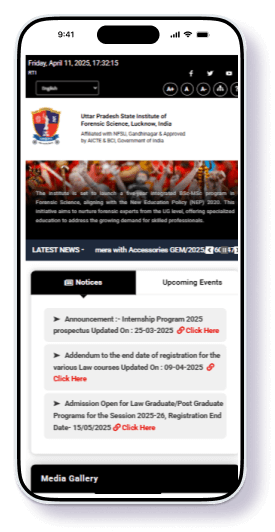 9:41
Friday, April 11, 2025, 17:32:15
RTI
English
A+ A A-
Uttar Pradesh State Institute of
Forensic Science, Lucknow, India
Affiliated with NFSU, Gandhinagar & Approved
by AICTE & BCI, Government of India.
The institute is set to launch a five-year integrated BSc-MSc program in
Forensic Science, aligning with the New Education Policy (NEP) 2020. This
initiative aims to nurture forensic experts from the UG level, offering specialized
education to address the growing demand for skilled professionals.
LATEST NEWS - mera with Accessories GEM/2025/
Notices Upcoming Events
➤ Announcement :- Internship Program 2025
prospectus Updated On : 25-03-2025 Click Here
➤ Addendum to the end date of registration for the
various Law courses Updated On : 09-04-2025
Click Here
➤ Admission Open for Law Graduate/Post Graduate
Programs for the Session 2025-26, Registration End
Date- 15/05/2025 Click Here
Media Gallery